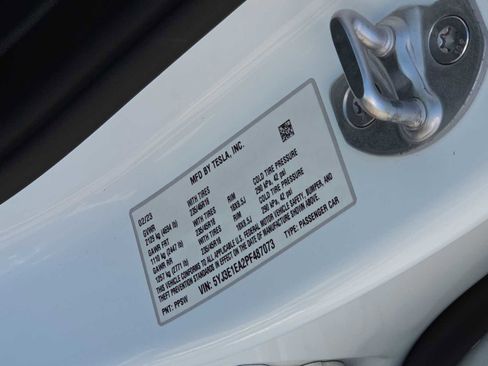 MFD BY TESLA, INC.
02/23
GVWR
2129 kg (4694 lb)
GAWR FRT WITH TIRES RIM COLD TIRE PRESSURE
1110 kg (2447 lb) 235/45R18 18X8.5J 290 kPa, 42 psi
GAWR RR WITH TIRES RIM COLD TIRE PRESSURE
1257 kg (2771 lb) 235/45R18 18X8.5J 290 kPa, 42 psi
THIS VEHICLE CONFORMS TO ALL APPLICABLE U.S. FEDERAL MOTOR VEHICLE SAFETY, BUMPER, AND
THEFT PREVENTION STANDARDS IN EFFECT ON THE DATE OF MANUFACTURE SHOWN ABOVE.
VIN: 5YJ3E1EA2PF487073 TYPE: PASSENGER CAR
PNT: PPSW